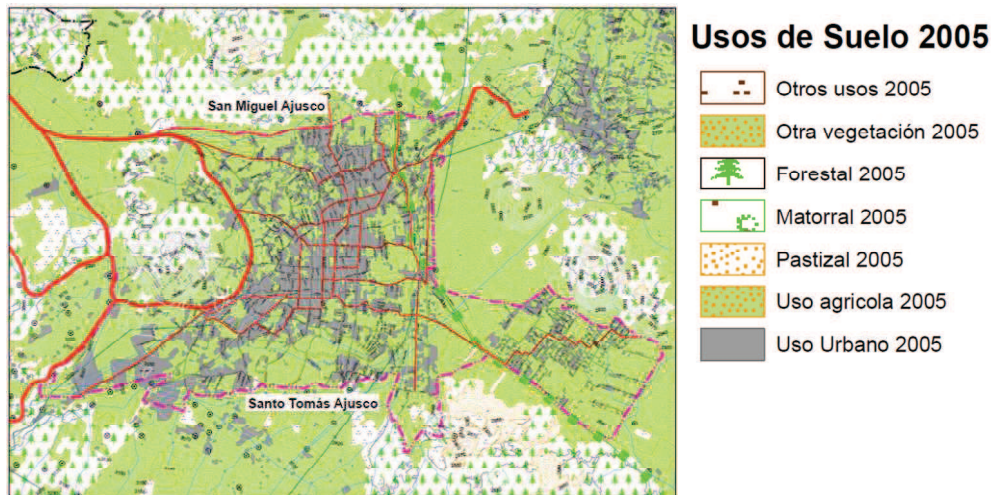 San Miguel Ajusco
Santo Tomás Ajusco
Usos de Suelo 2005
Otros usos 2005
Otra vegetación 2005
Forestal 2005
Matorral 2005
Pastizal 2005
Uso agricola 2005
Uso Urbano 2005